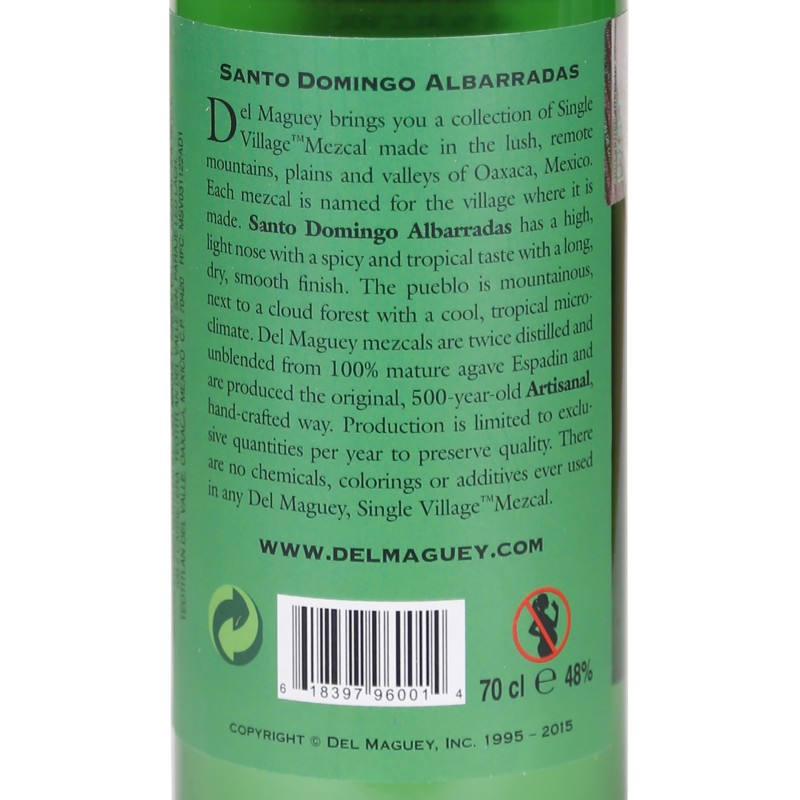 SANTO DOMINGO ALBARRADAS
Del Maguey brings you a collection of Single
Village™Mezcal made in the lush, remote
mountains, plains and valleys of Oaxaca, Mexico.
Each mezcal is named for the village where it is
made. Santo Domingo Albarradas has a high,
light nose with a spicy and tropical taste with a long,
dry, smooth finish. The pueblo is mountainous,
next to a cloud forest with a cool, tropical micro-
climate. Del Maguey mezcals are twice distilled and
unblended from 100% mature agave Espadin and
are produced the original, 500-year-old Artisanal,
hand-crafted way. Production is limited to exclu-
sive quantities per year to preserve quality. There
are no chemicals, colorings or additives ever used
in any Del Maguey, Single Village™Mezcal.
WWW.DELMAGUEY.COM
6 18397 96001 4
70 cl e 48%
COPYRIGHT © DEL MAGUEY, INC. 1995 – 2015